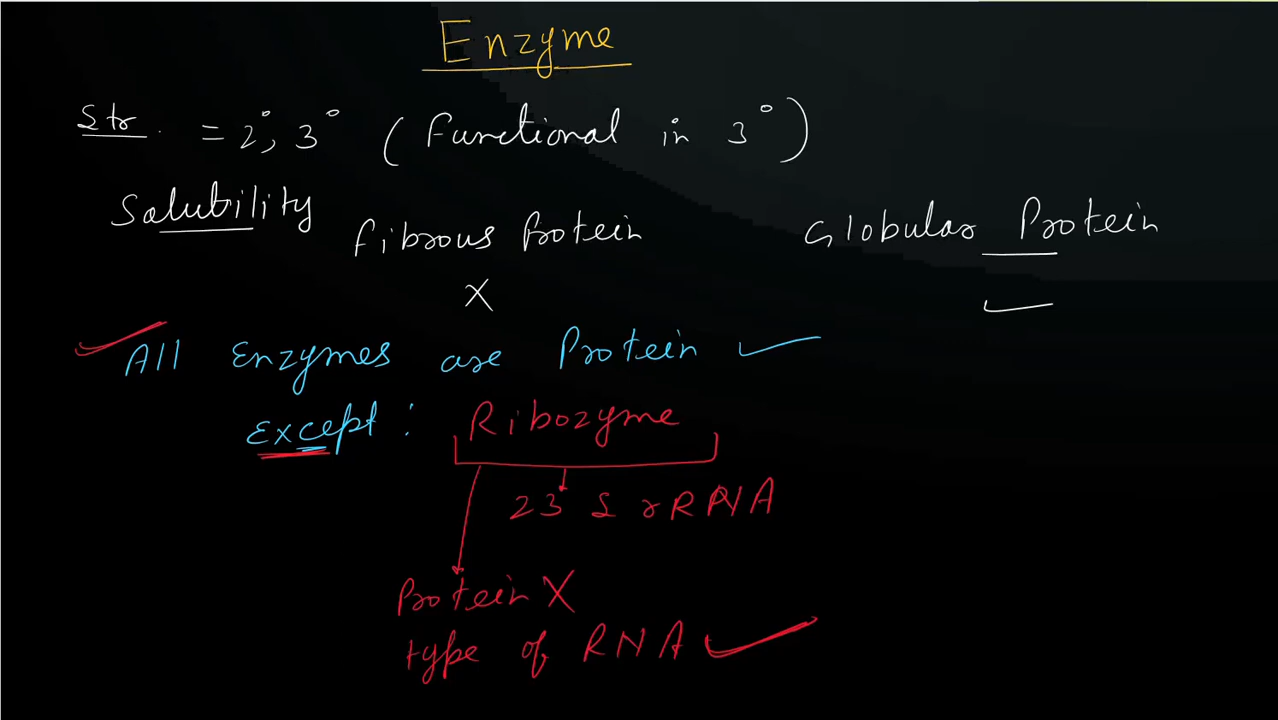 Enzyme
Str. = 2°, 3° (Functional in 3°)
Solubility
Fibrous Protein Globular Protein
X ✓
✓ All Enzymes are Protein ✓
Except : Ribozyme
23 S rRNA
Protein X
type of RNA ✓